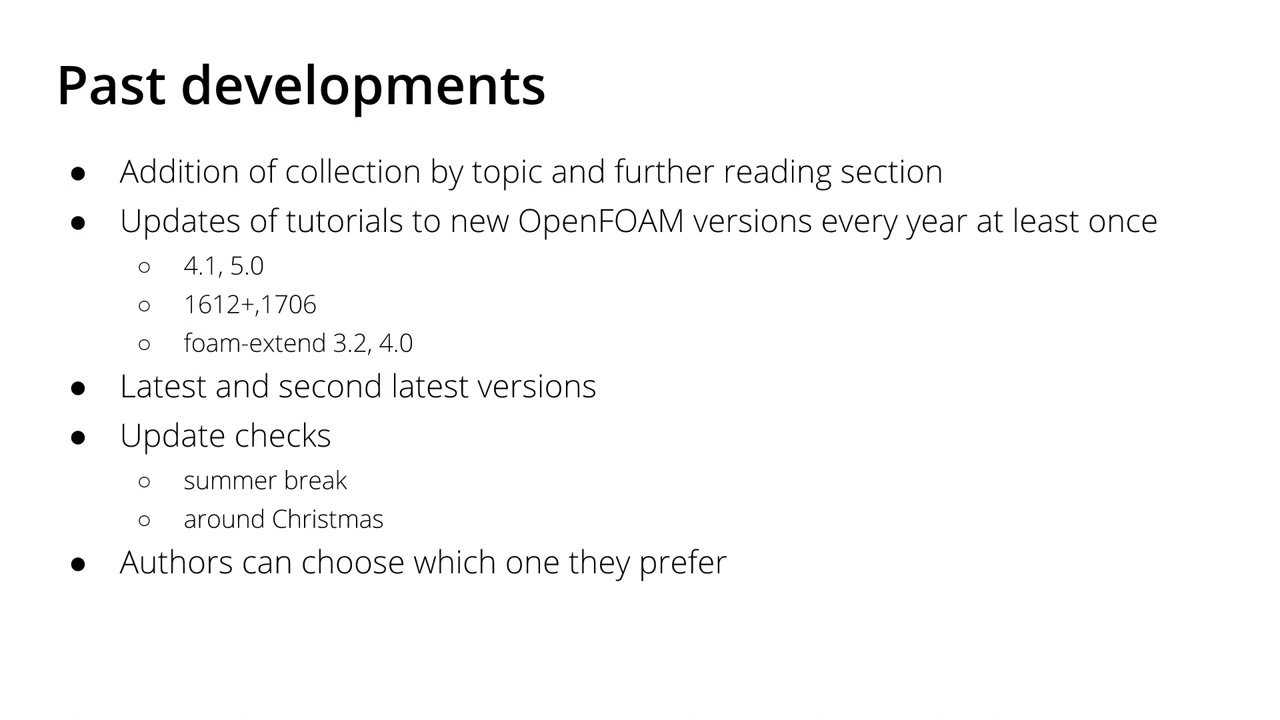 Past developments
● Addition of collection by topic and further reading section
● Updates of tutorials to new OpenFOAM versions every year at least once
○ 4.1, 5.0
○ 1612+,1706
○ foam-extend 3.2, 4.0
● Latest and second latest versions
● Update checks
○ summer break
○ around Christmas
● Authors can choose which one they prefer